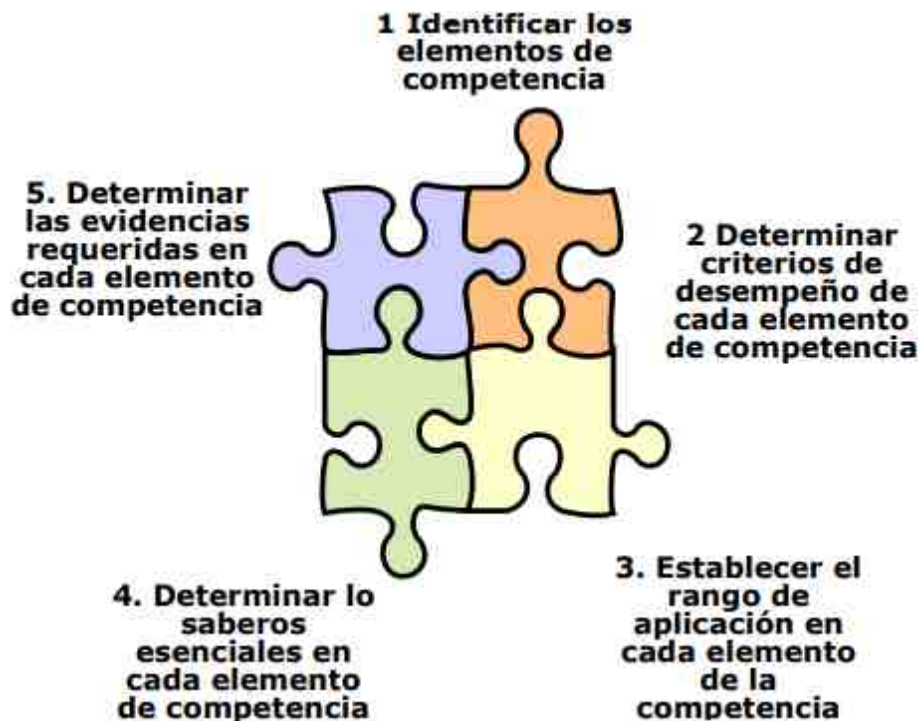 1 Identificar los
elementos de
competencia
2 Determinar
criterios de
desempeño de
cada elemento
de competencia
3. Establecer el
rango de
aplicación en
cada elemento
de la
competencia
4. Determinar lo
saberos
esenciales en
cada elemento
de competencia
5. Determinar
las evidencias
requeridas en
cada elemento
de competencia